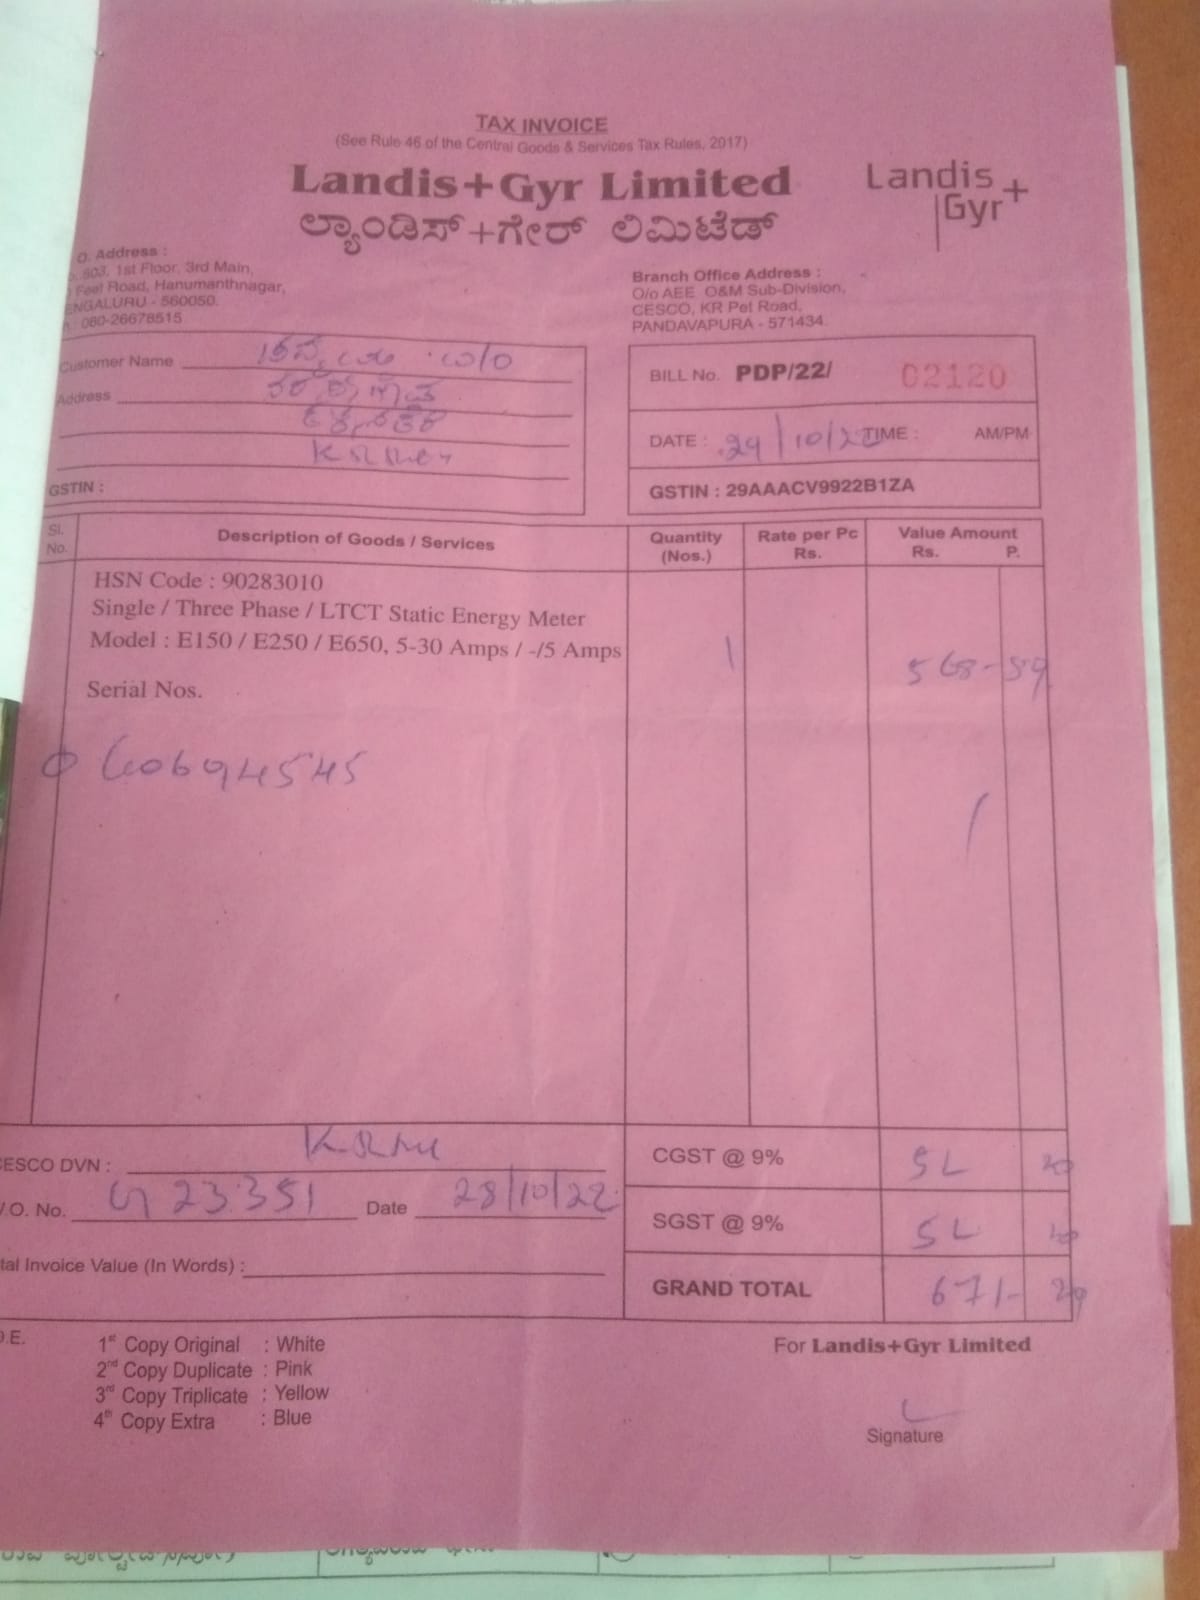 TAX INVOICE
(See Rule 46 of the Central Goods & Services Tax Rules, 2017)
Landis+Gyr Limited
ಲ್ಯಾಂಡಿಸ್+ಗೇರ್ ಲಿಮಿಟೆಡ್
Landis+
Gyr
O. Address :
603, 1st Floor, 3rd Main,
Feet Road, Hanumanthnagar,
ENGALURU - 560050.
: 080-26678515
Branch Office Address :
O/o AEE O&M Sub-Division,
CESCO, KR Pet Road,
PANDAVAPURA - 571434.
Customer Name
Address
GSTIN :
BILL No. PDP/22/ 02120
DATE : 29/10/22 TIME : AM/PM
GSTIN : 29AAACV9922B1ZA
Sl. No. Description of Goods / Services Quantity (Nos.) Rate per Pc Rs. Value Amount Rs. P.
HSN Code : 90283010
Single / Three Phase / LTCT Static Energy Meter
Model : E150 / E250 / E650, 5-30 Amps / -/5 Amps 1 568-59
Serial Nos.
ESCO DVN :
.O. No. 23351 Date 28/10/22
tal Invoice Value (In Words) :
CGST @ 9%
SGST @ 9%
GRAND TOTAL 671-
.E.
1st Copy Original : White
2nd Copy Duplicate : Pink
3rd Copy Triplicate : Yellow
4th Copy Extra : Blue
For Landis+Gyr Limited
Signature